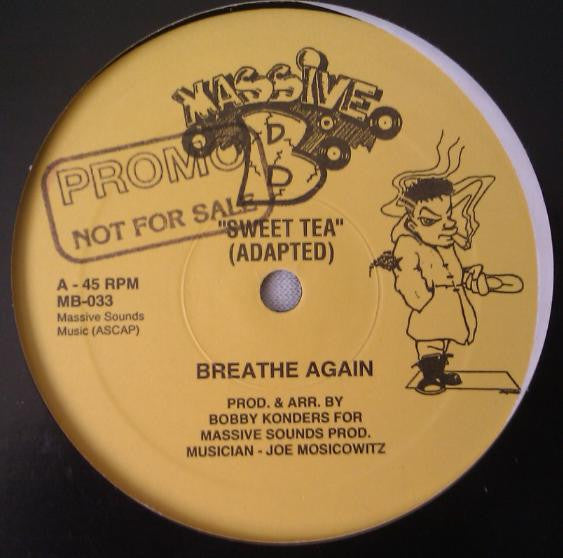 MASSIVE
B
PROMO
NOT FOR SALE
"SWEET TEA"
(ADAPTED)
A - 45 RPM
MB-033
Massive Sounds
Music (ASCAP)
BREATHE AGAIN
PROD. & ARR. BY
BOBBY KONDERS FOR
MASSIVE SOUNDS PROD.
MUSICIAN - JOE MOSICOWITZ